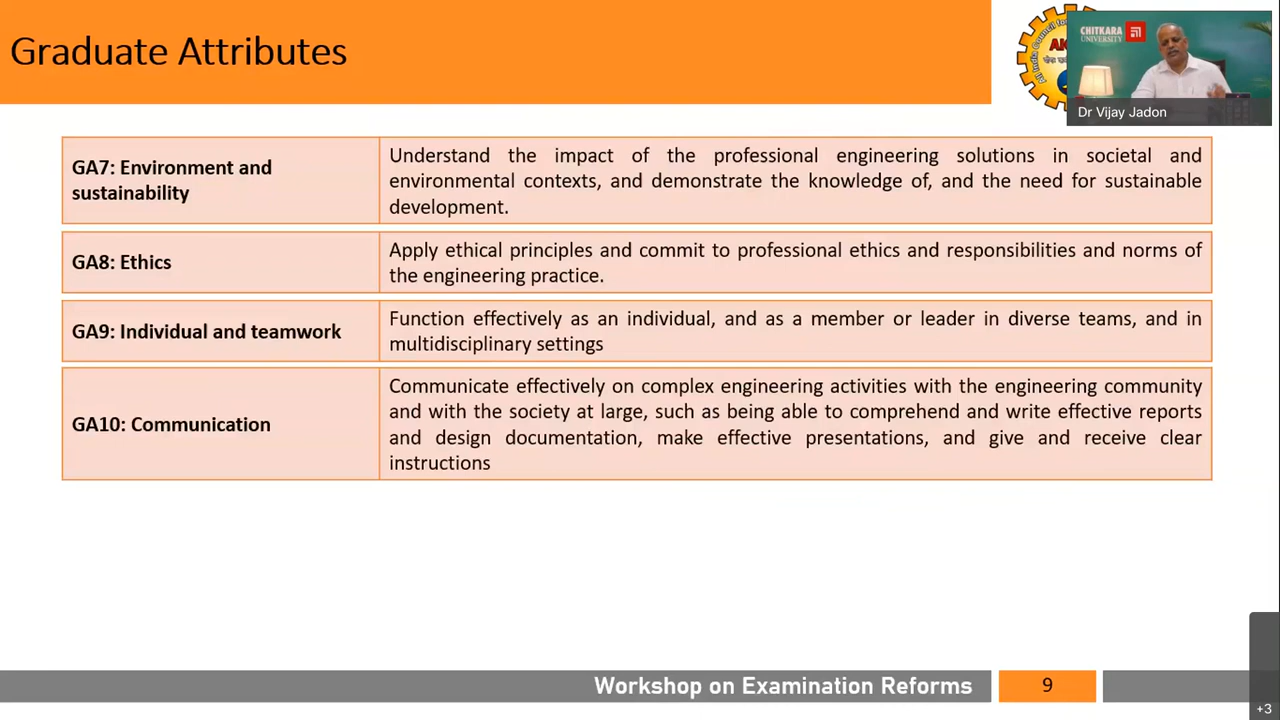 Graduate Attributes
All India Council for
CHITKARA
UNIVERSITY
Dr Vijay Jadon
GA7: Environment and
sustainability
Understand the impact of the professional engineering solutions in societal and
environmental contexts, and demonstrate the knowledge of, and the need for sustainable
development.
GA8: Ethics
Apply ethical principles and commit to professional ethics and responsibilities and norms of
the engineering practice.
GA9: Individual and teamwork
Function effectively as an individual, and as a member or leader in diverse teams, and in
multidisciplinary settings
GA10: Communication
Communicate effectively on complex engineering activities with the engineering community
and with the society at large, such as being able to comprehend and write effective reports
and design documentation, make effective presentations, and give and receive clear
instructions
Workshop on Examination Reforms
9
+3